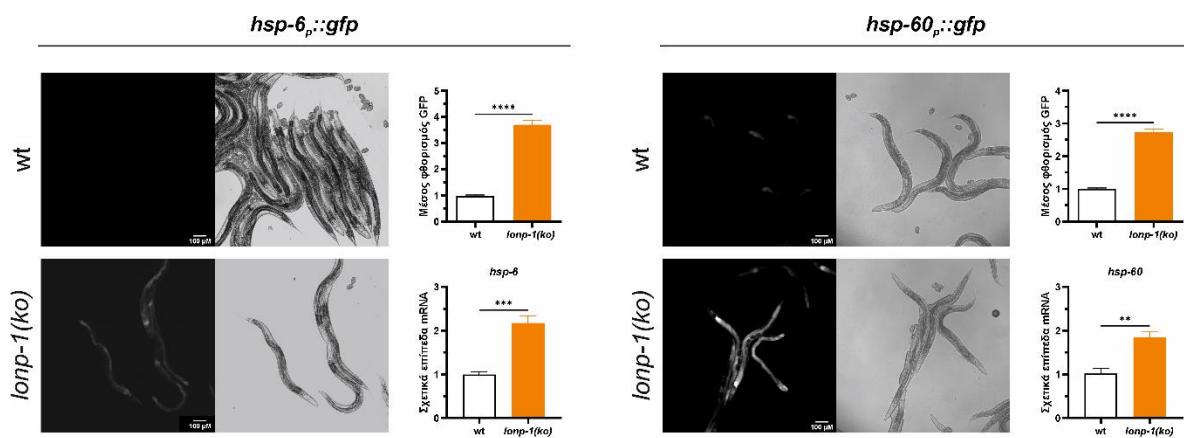 hsp-6p::gfp
wt
100 μM
Μέσος φθορισμός GFP
5
4
3
2
1
0
****
wt
lonp-1(ko)
lonp-1(ko)
100 μM
hsp-6
Σχετικά επίπεδα mRNA
3
2
1
0
***
wt
lonp-1(ko)
hsp-60p::gfp
wt
100 μM
Μέσος φθορισμός GFP
4
3
2
1
0
****
wt
lonp-1(ko)
lonp-1(ko)
100 μM
hsp-60
Σχετικά επίπεδα mRNA
3
2
1
0
**
wt
lonp-1(ko)